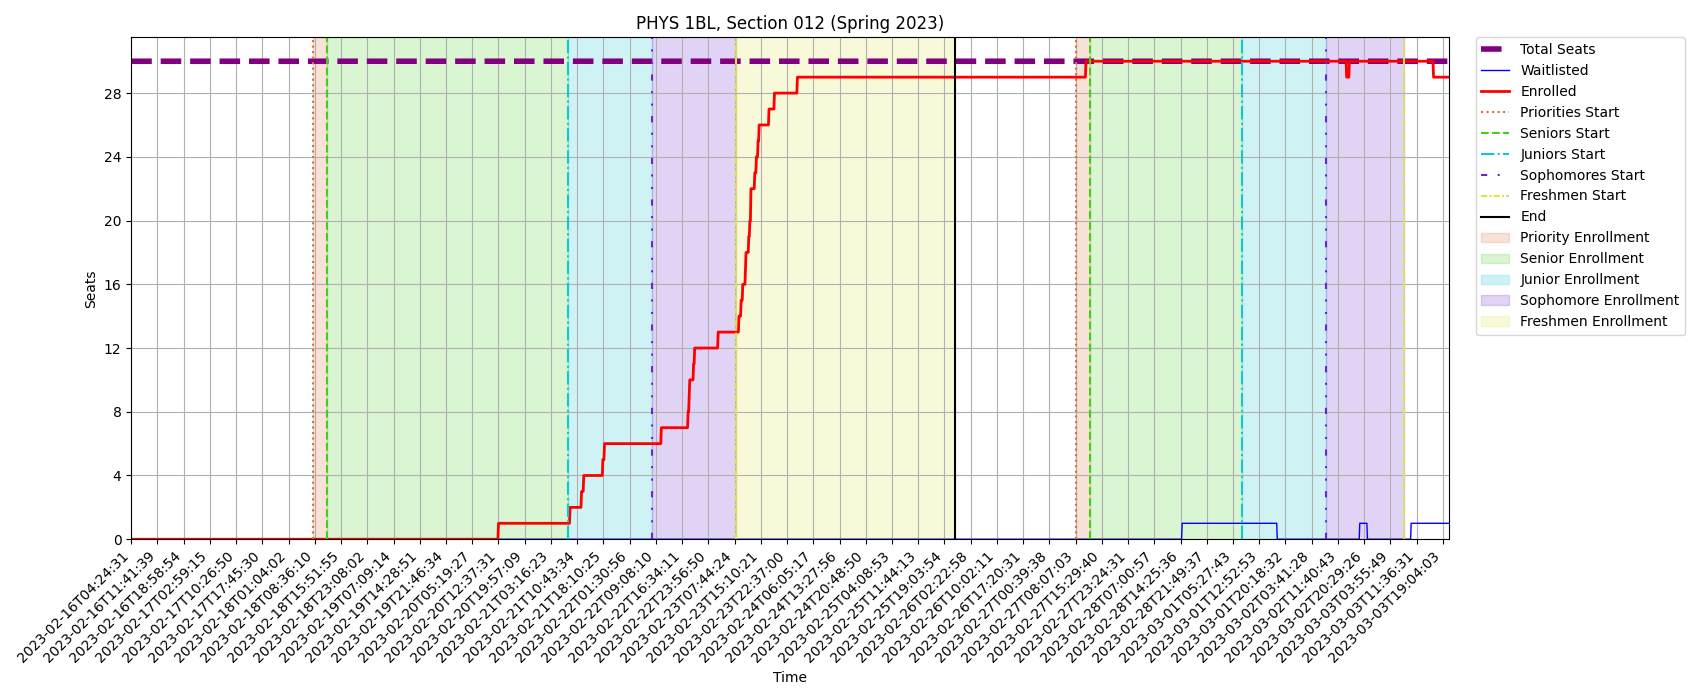 PHYS 1BL, Section 012 (Spring 2023)
Seats
28
24
20
16
12
8
4
0
2023-02-16T04:24:31
2023-02-16T11:41:39
2023-02-16T18:58:54
2023-02-17T02:59:15
2023-02-17T10:26:50
2023-02-17T17:45:30
2023-02-18T01:04:02
2023-02-18T08:36:10
2023-02-18T15:51:55
2023-02-18T23:08:02
2023-02-19T07:09:14
2023-02-19T14:28:51
2023-02-19T21:46:34
2023-02-20T05:19:27
2023-02-20T12:37:31
2023-02-20T19:57:09
2023-02-21T03:16:23
2023-02-21T10:43:34
2023-02-21T18:10:25
2023-02-22T01:30:56
2023-02-22T09:08:10
2023-02-22T16:34:11
2023-02-22T23:56:50
2023-02-23T07:44:24
2023-02-23T15:10:21
2023-02-23T22:37:00
2023-02-24T06:05:17
2023-02-24T13:27:56
2023-02-24T20:48:50
2023-02-25T04:08:53
2023-02-25T11:44:13
2023-02-25T19:03:54
2023-02-26T02:22:58
2023-02-26T10:02:11
2023-02-26T17:20:31
2023-02-27T00:39:38
2023-02-27T08:07:03
2023-02-27T15:29:40
2023-02-27T23:24:31
2023-02-28T07:00:57
2023-02-28T14:25:36
2023-02-28T21:49:37
2023-03-01T05:27:43
2023-03-01T12:52:53
2023-03-01T20:18:32
2023-03-02T03:41:28
2023-03-02T11:40:43
2023-03-02T20:29:26
2023-03-03T03:55:49
2023-03-03T11:36:31
2023-03-03T19:04:03
Time
Total Seats
Waitlisted
Enrolled
Priorities Start
Seniors Start
Juniors Start
Sophomores Start
Freshmen Start
End
Priority Enrollment
Senior Enrollment
Junior Enrollment
Sophomore Enrollment
Freshmen Enrollment